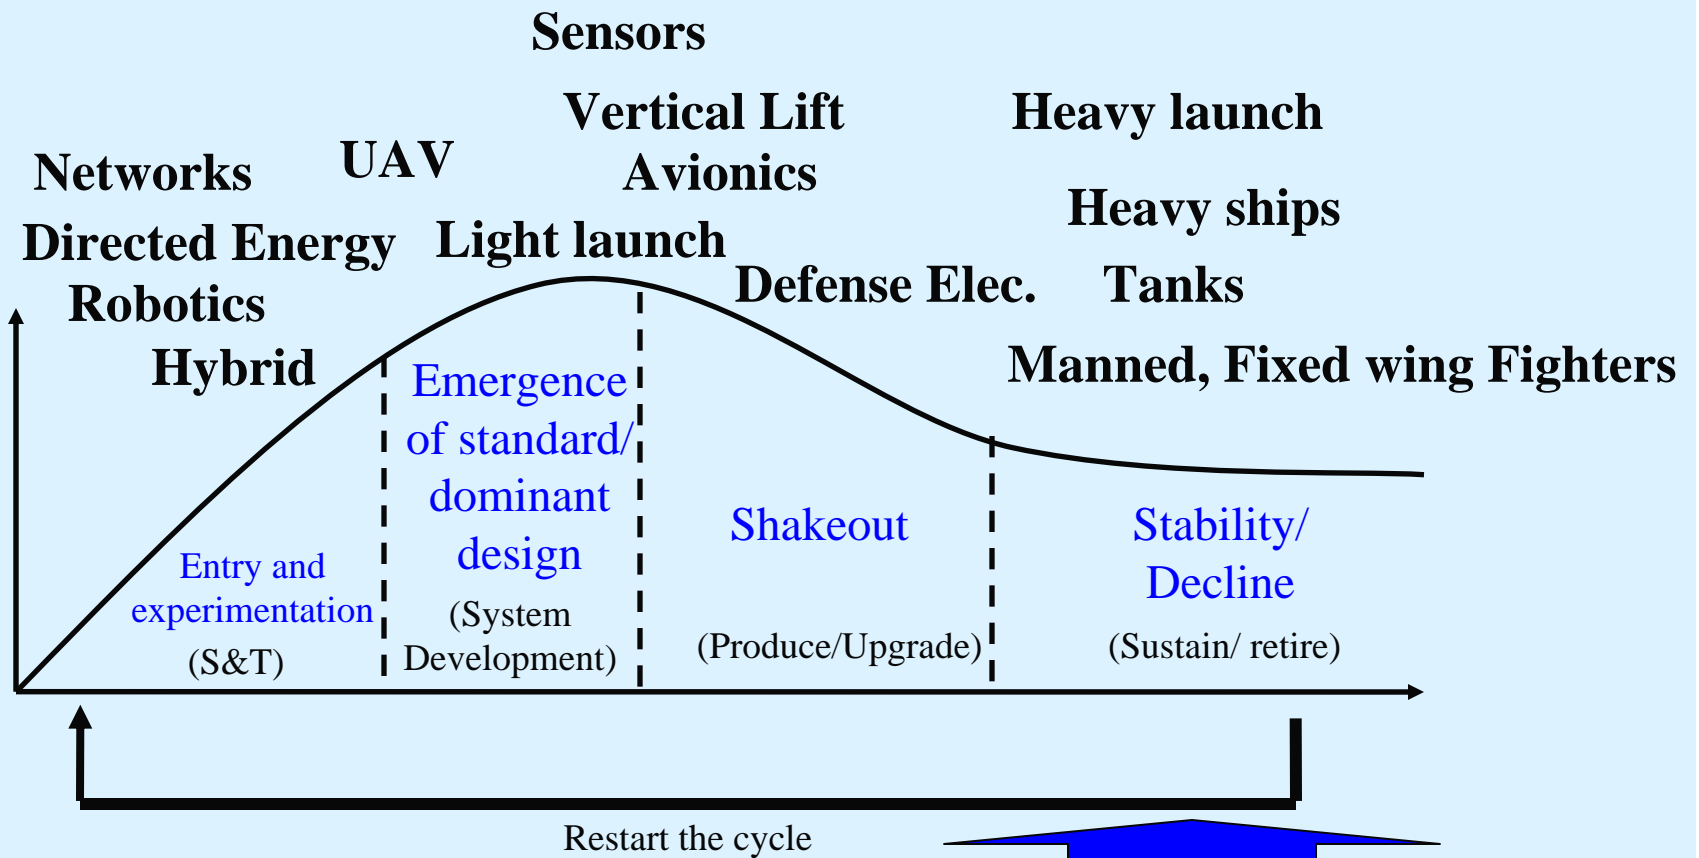 Sensors
Vertical Lift
Heavy launch
UAV
Networks
Avionics
Heavy ships
Directed Energy
Light launch
Defense Elec.
Tanks
Robotics
Hybrid
Manned, Fixed wing Fighters
Entry and
experimentation
(S&T)
Emergence
of standard/
dominant
design
(System
Development)
Shakeout
(Produce/Upgrade)
Stability/
Decline
(Sustain/ retire)
Restart the cycle